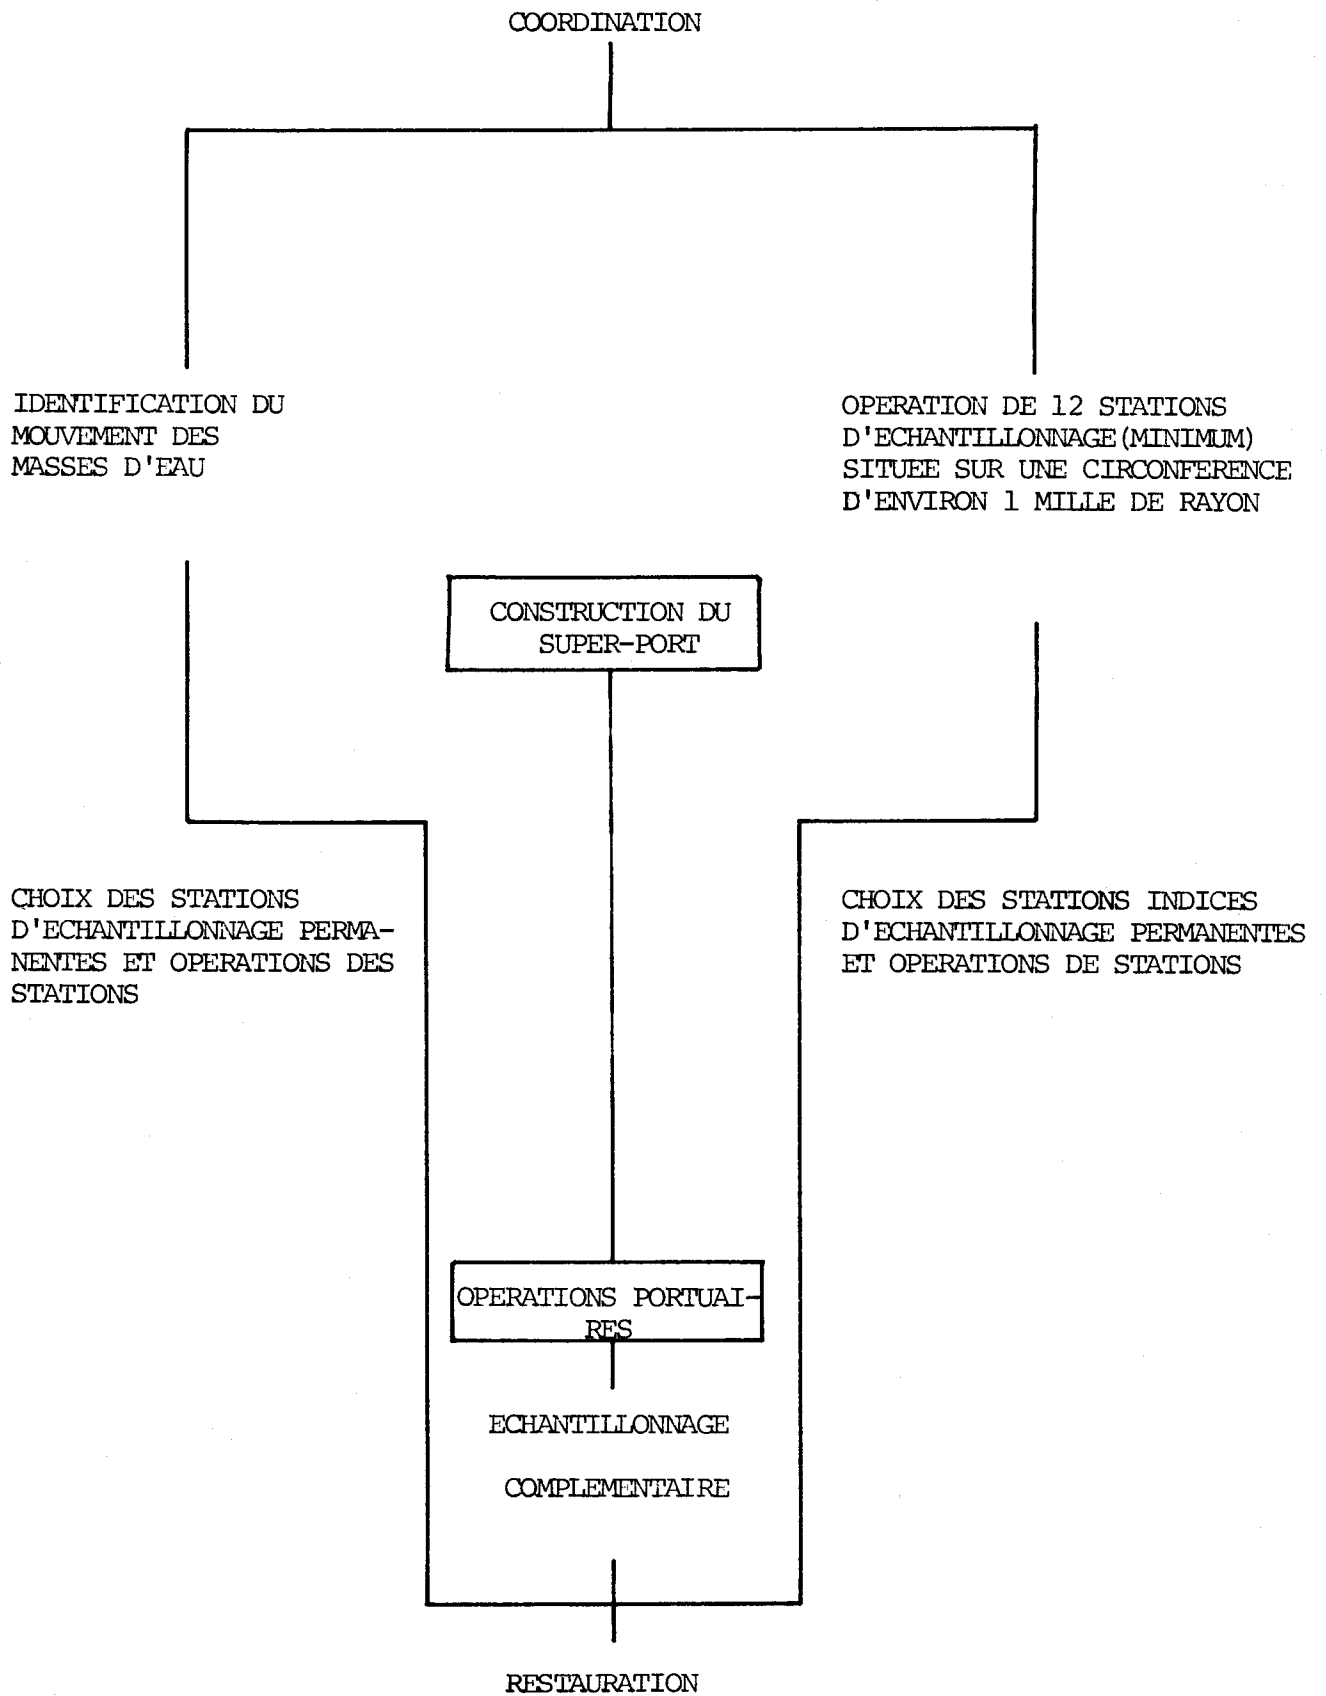 COORDINATION
IDENTIFICATION DU
MOUVEMENT DES
MASSES D'EAU
OPERATION DE 12 STATIONS
D'ECHANTILLONNAGE (MINIMUM)
SITUEE SUR UNE CIRCONFERENCE
D'ENVIRON 1 MILLE DE RAYON
CONSTRUCTION DU
SUPER-PORT
CHOIX DES STATIONS
D'ECHANTILLONNAGE PERMA-
NENTES ET OPERATIONS DES
STATIONS
CHOIX DES STATIONS INDICES
D'ECHANTILLONNAGE PERMANENTES
ET OPERATIONS DE STATIONS
OPERATIONS PORTUAI-
RES
ECHANTILLONNAGE
COMPLEMENTAIRE
RESTAURATION